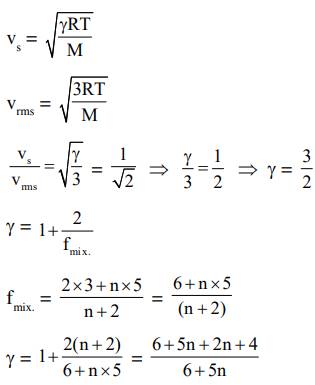 v_s = √(γRT/M)
v_rms = √(3RT/M)
v_s/v_rms = √(γ/3) = 1/√2 ⇒ γ/3 = 1/2 ⇒ γ = 3/2
γ = 1+ 2/f_mix.
f_mix. = (2×3+n×5)/(n+2) = (6+n×5)/((n+2))
γ = 1+ 2(n+2)/(6+n×5) = (6+5n+2n+4)/(6+5n)